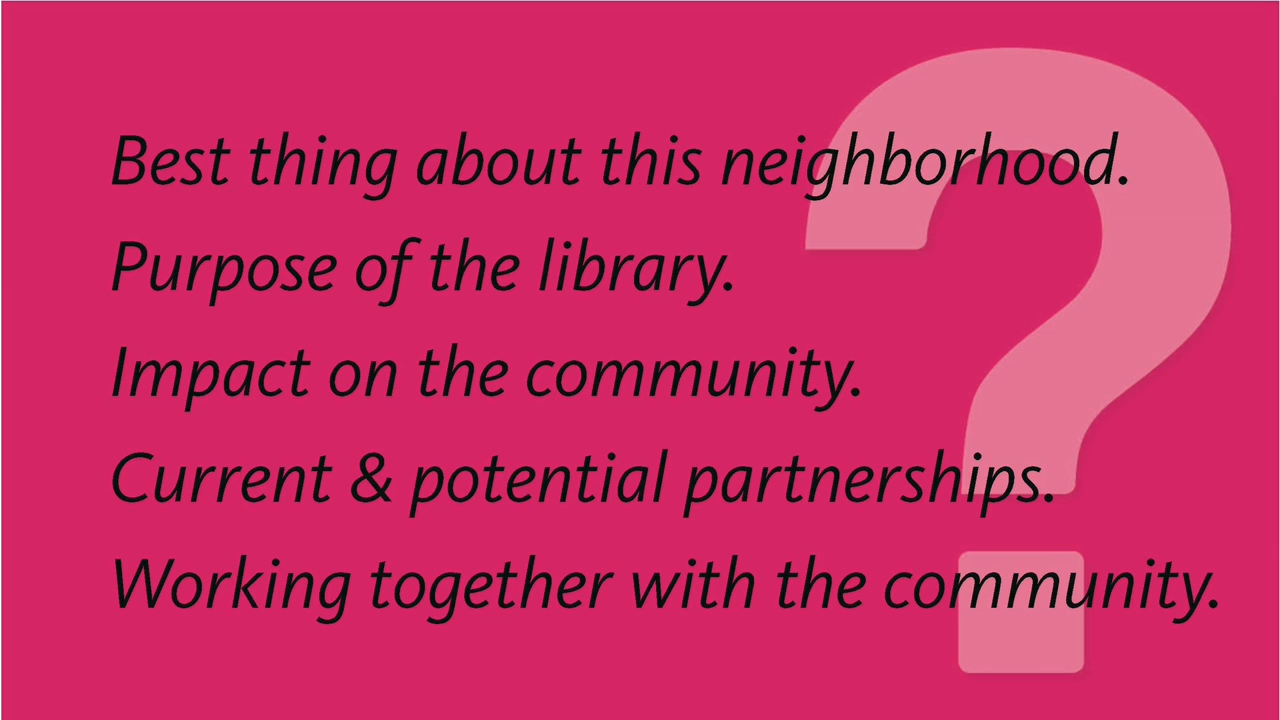 Best thing about this neighborhood.
Purpose of the library.
Impact on the community.
Current & potential partnerships.
Working together with the community.